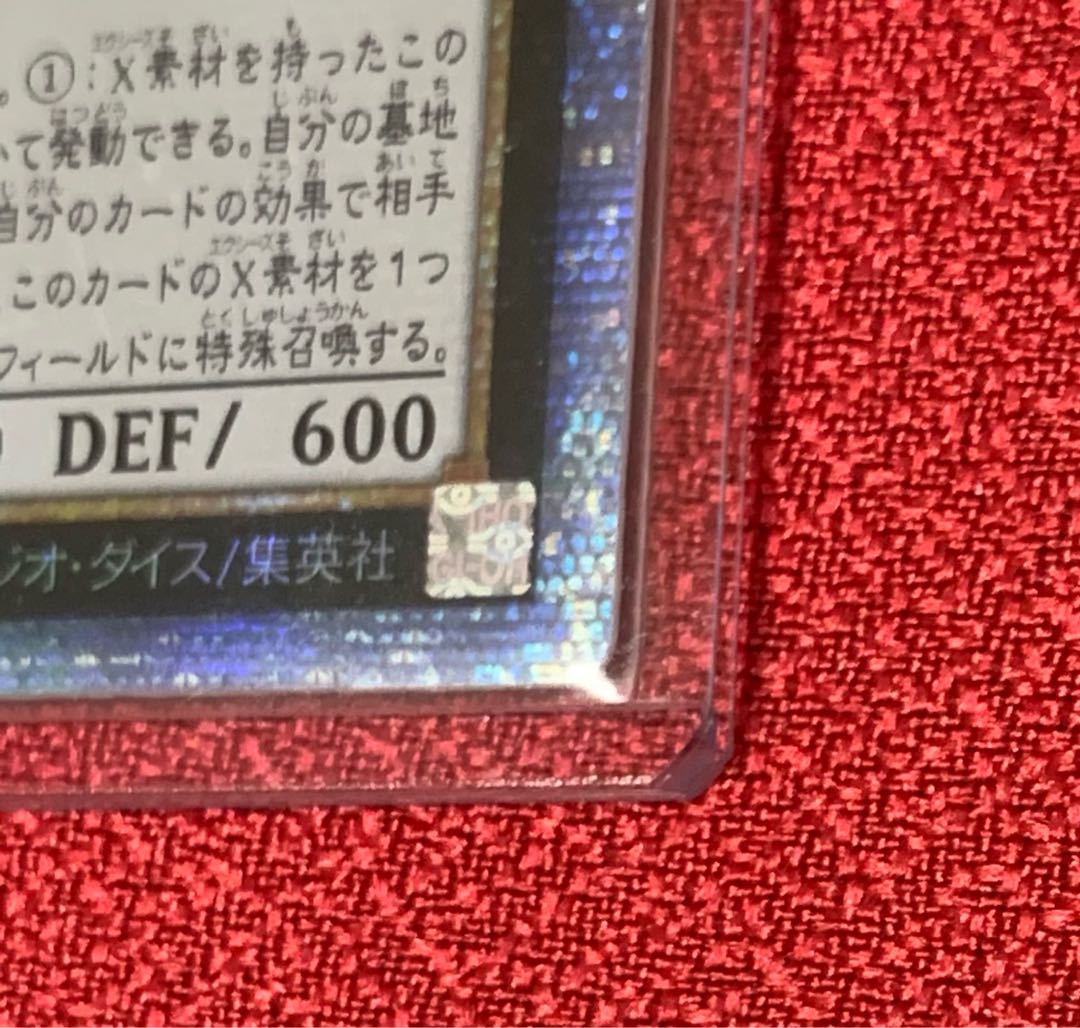 。①:X素材を持ったこの
いて発動できる。自分の墓地
自分のカードの効果で相手
このカードのX素材を1つ
フィールドに特殊召喚する。
DEF/ 600
ジオ・ダイス/集英社